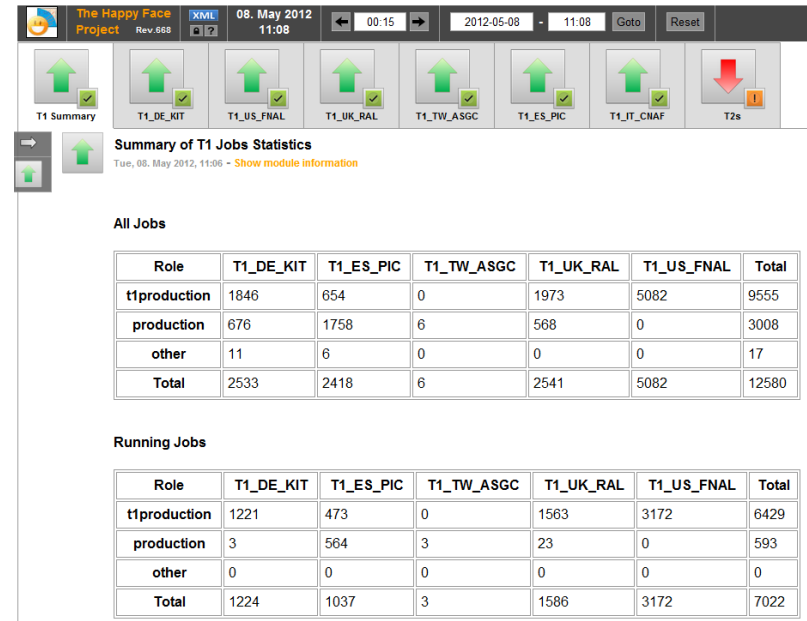 The Happy Face XML 08. May 2012 00:15 2012-05-08 - 11:08 Goto Reset
Project Rev.668 ? 11:08
T1 Summary T1_DE_KIT T1_US_FNAL T1_UK_RAL T1_TW_ASGC T1_ES_PIC T1_IT_CNAF T2s
Summary of T1 Jobs Statistics
Tue, 08. May 2012, 11:06 - Show module information
All Jobs
Role T1_DE_KIT T1_ES_PIC T1_TW_ASGC T1_UK_RAL T1_US_FNAL Total
t1production 1846 654 0 1973 5082 9555
production 676 1758 6 568 0 3008
other 11 6 0 0 0 17
Total 2533 2418 6 2541 5082 12580
Running Jobs
Role T1_DE_KIT T1_ES_PIC T1_TW_ASGC T1_UK_RAL T1_US_FNAL Total
t1production 1221 473 0 1563 3172 6429
production 3 564 3 23 0 593
other 0 0 0 0 0 0
Total 1224 1037 3 1586 3172 7022